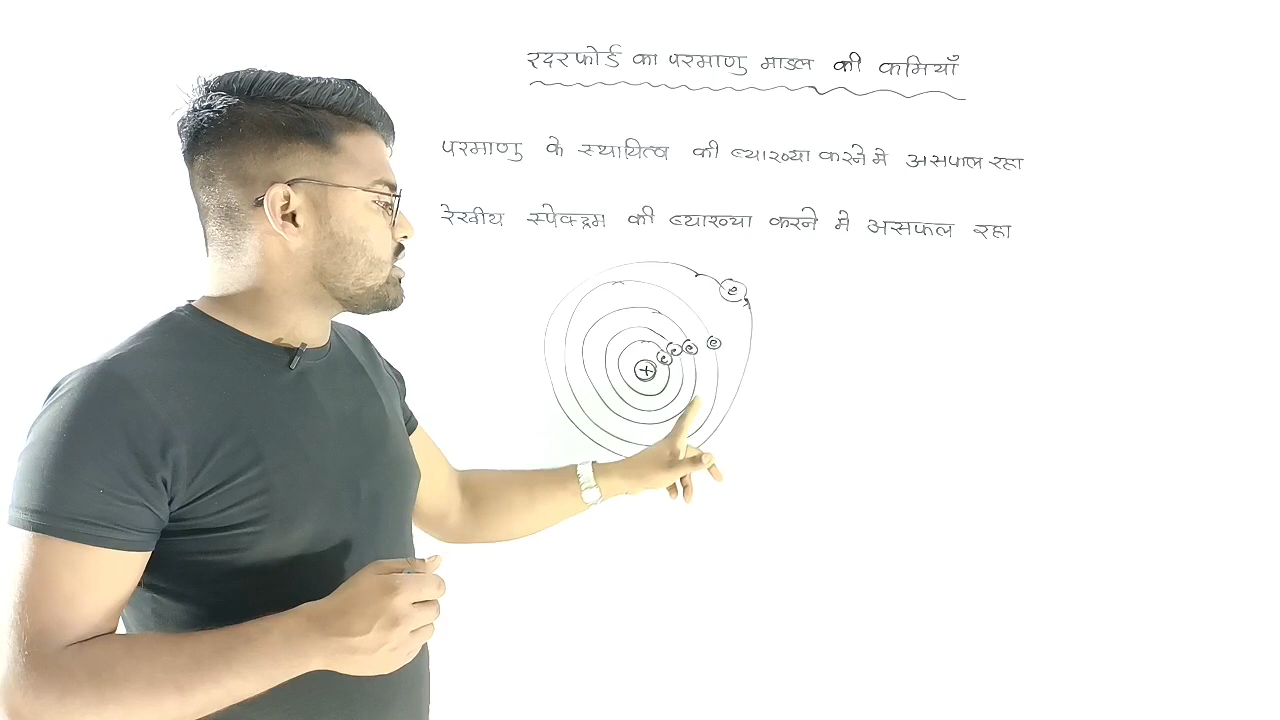 रदरफोर्ड का परमाणु माडल की कमियाँ
परमाणु के स्थायित्व की व्याख्या करने मे असफल रहा
रेखीय स्पेक्ट्रम की व्याख्या करने मे असफल रहा
e
e e e e
+